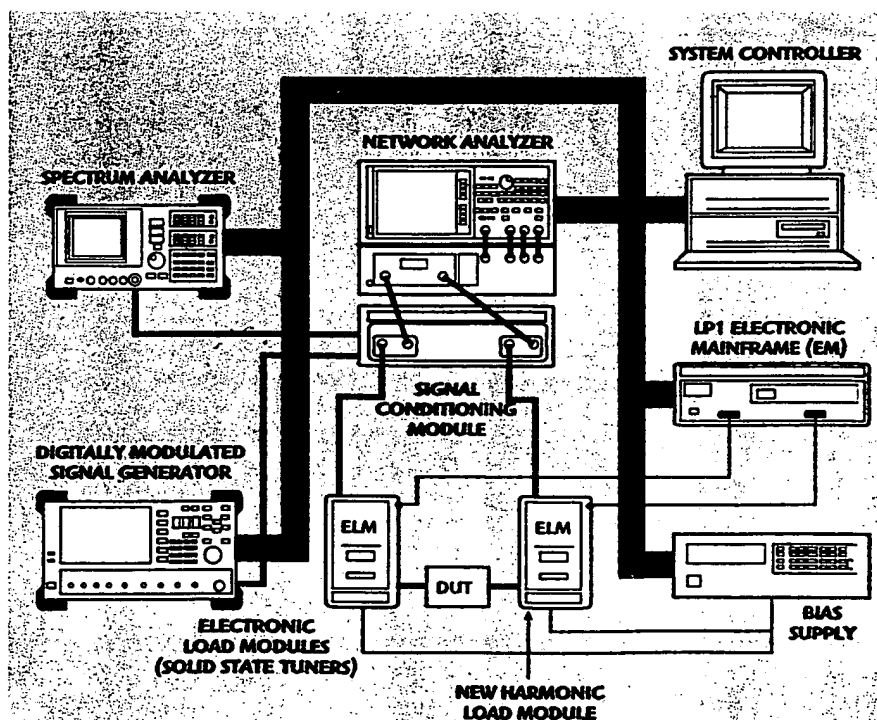 SYSTEM CONTROLLER
NETWORK ANALYZER
SPECTRUM ANALYZER
LP1 ELECTRONIC
MAINFRAME (EM)
SIGNAL
CONDITIONING
MODULE
DIGITALLY MODULATED
SIGNAL GENERATOR
ELM
ELM
DUT
BIAS
SUPPLY
ELECTRONIC
LOAD MODULES
(SOLID STATE TUNERS)
NEW HARMONIC
LOAD MODULE